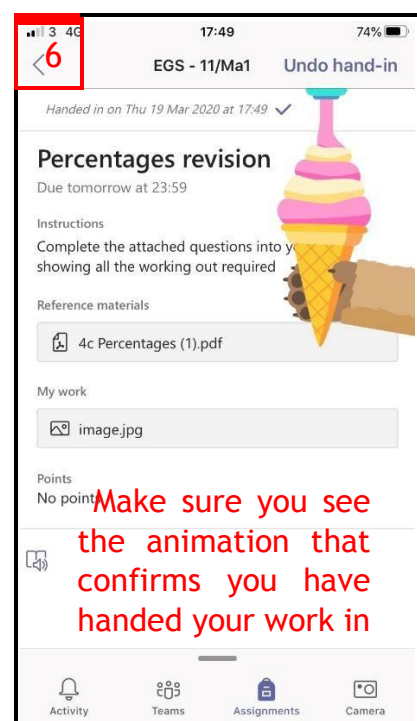 3 4G 17:49 74%
6 EGS - 11/Ma1 Undo hand-in
Handed in on Thu 19 Mar 2020 at 17:49
Percentages revision
Due tomorrow at 23:59
Instructions
Complete the attached questions into
showing all the working out required
Reference materials
4c Percentages (1).pdf
My work
image.jpg
Points
No points
Make sure you see
the animation that
confirms you have
handed your work in
Activity Teams Assignments Camera